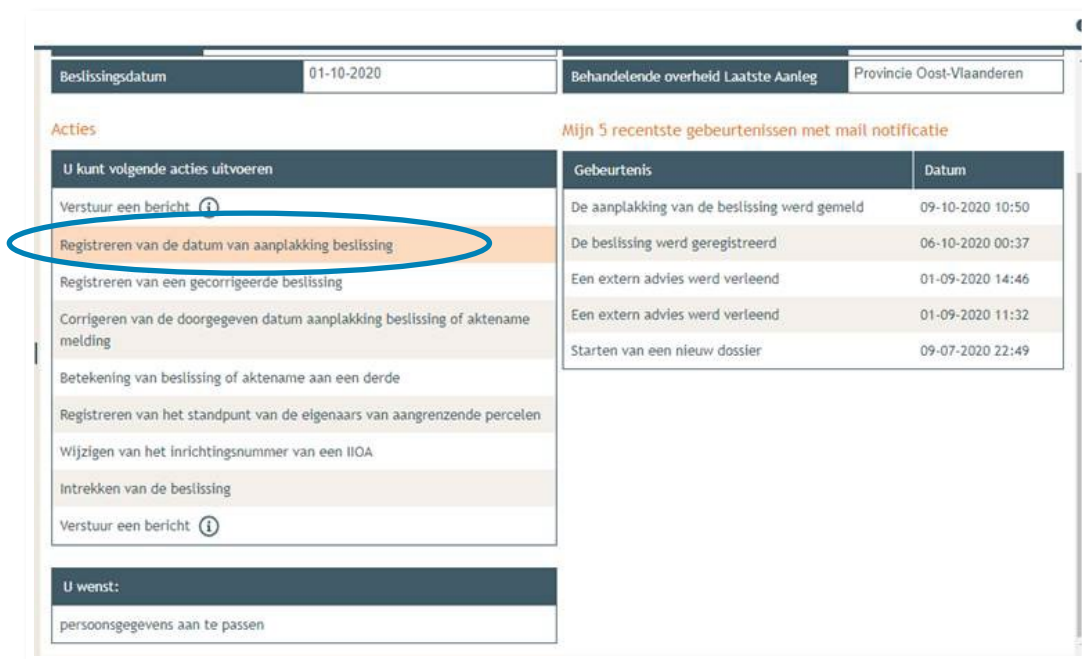 Beslissingsdatum 01-10-2020
Behandelende overheid Laatste Aanleg Provincie Oost-Vlaanderen
Acties
U kunt volgende acties uitvoeren
Verstuur een bericht
Registreren van de datum van aanplakking beslissing
Registreren van een gecorrigeerde beslissing
Corrigeren van de doorgegeven datum aanplakking beslissing of aktename
melding
Betekening van beslissing of aktename aan een derde
Registreren van het standpunt van de eigenaars van aangrenzende percelen
Wijzigen van het inrichtingsnummer van een IIOA
Intrekken van de beslissing
Verstuur een bericht
U wenst:
persoonsgegevens aan te passen
Mijn 5 recentste gebeurtenissen met mail notificatie
Gebeurtenis Datum
De aanplakking van de beslissing werd gemeld 09-10-2020 10:50
De beslissing werd geregistreerd 06-10-2020 00:37
Een extern advies werd verleend 01-09-2020 14:46
Een extern advies werd verleend 01-09-2020 11:32
Starten van een nieuw dossier 09-07-2020 22:49